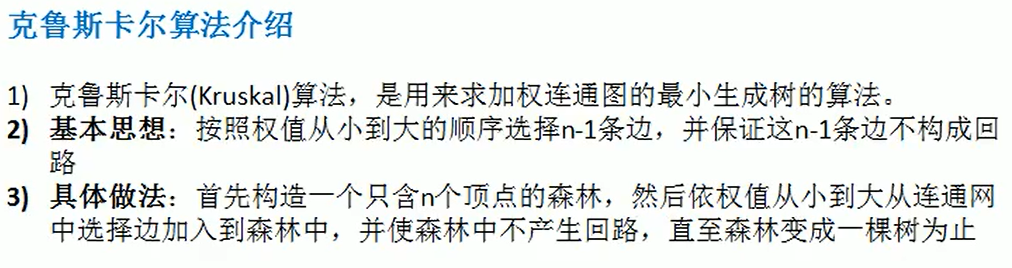 克鲁斯卡尔算法介绍
1) 克鲁斯卡尔(Kruskal)算法，是用来求加权连通图的最小生成树的算法。
2) 基本思想：按照权值从小到大的顺序选择n-1条边，并保证这n-1条边不构成回
路
3) 具体做法：首先构造一个只含n个顶点的森林，然后依权值从小到大从连通网
中选择边加入到森林中，并使森林中不产生回路，直至森林变成一棵树为止